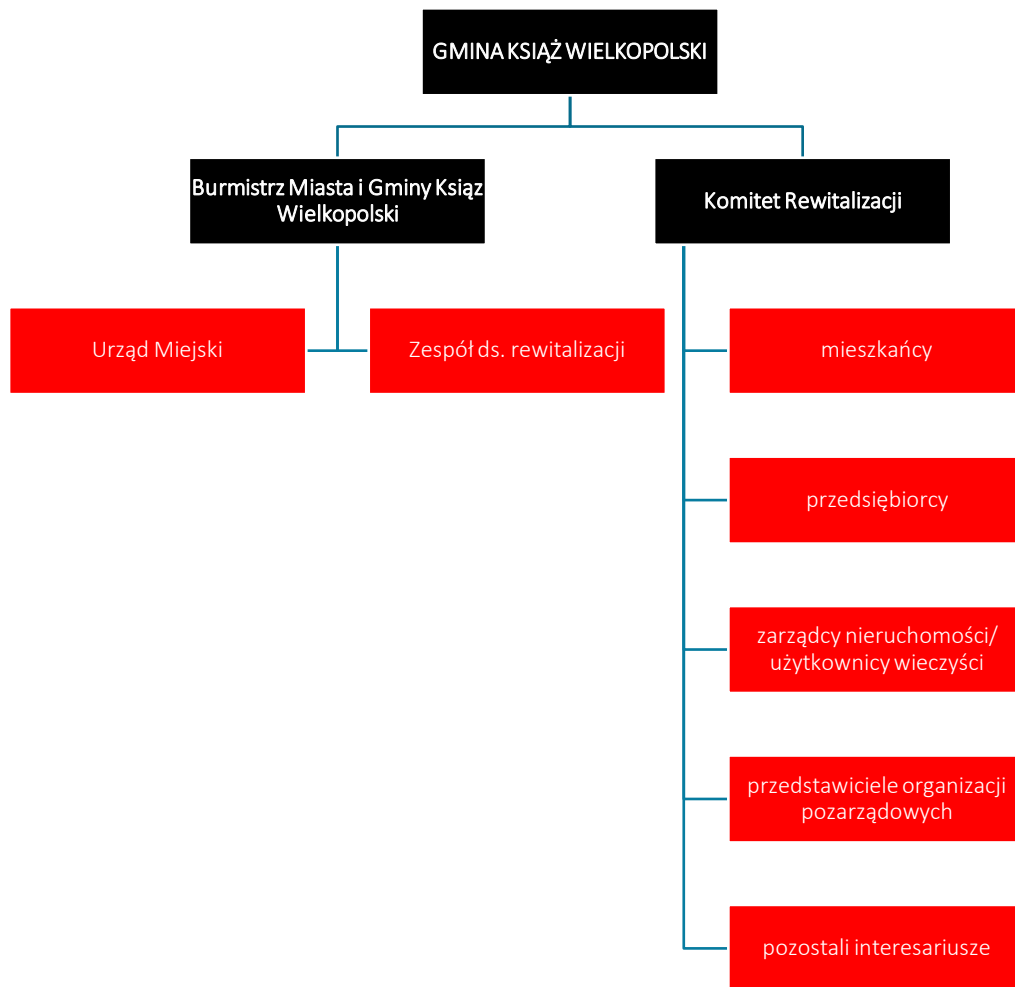 GMINA KSIĄŻ WIELKOPOLSKI
Burmistrz Miasta i Gminy Książ
Wielkopolski
Komitet Rewitalizacji
Urząd Miejski
Zespół ds. rewitalizacji
mieszkańcy
przedsiębiorcy
zarządcy nieruchomości/
użytkownicy wieczyści
przedstawiciele organizacji
pozarządowych
pozostali interesariusze